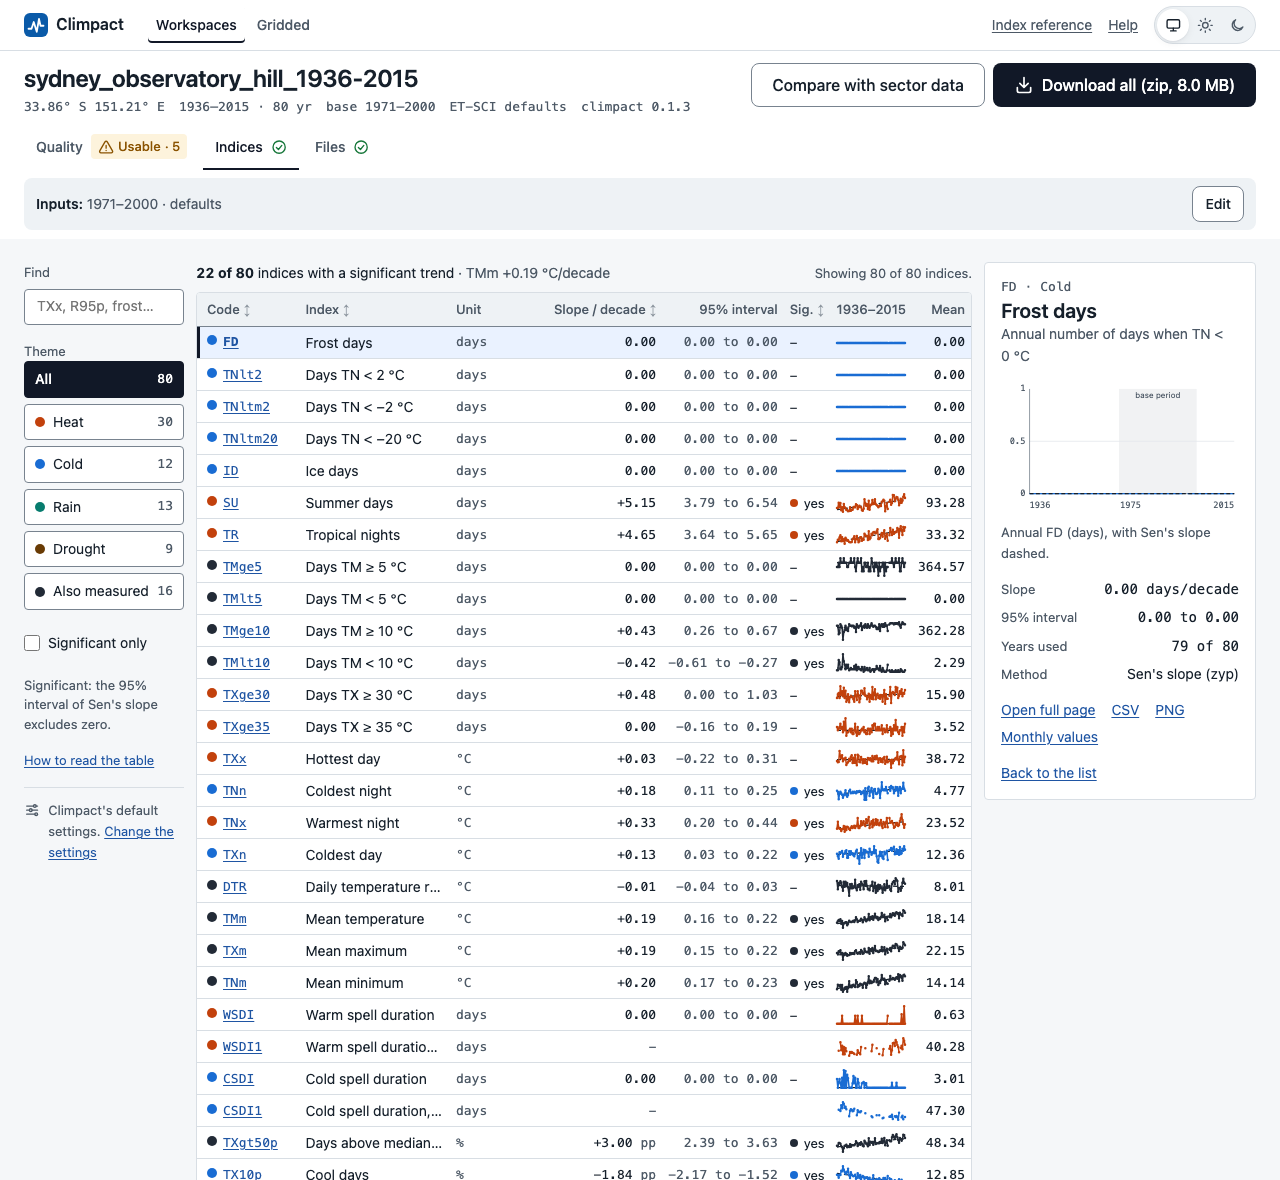 Climpact Workspaces Gridded Index reference Help
sydney_observatory_hill_1936-2015
33.86° S 151.21° E 1936–2015 · 80 yr base 1971–2000 ET-SCI defaults climpact 0.1.3
Compare with sector data
Download all (zip, 8.0 MB)
Quality Usable · 5 Indices Files
Inputs: 1971–2000 · defaults Edit
Find
TXx, R95p, frost...
Theme
All 80
Heat 30
Cold 12
Rain 13
Drought 9
Also measured 16
Significant only
Significant: the 95%
interval of Sen's slope
excludes zero.
How to read the table
Climpact's default
settings. Change the
settings
22 of 80 indices with a significant trend · TMm +0.19 °C/decade Showing 80 of 80 indices.
Code Index Unit Slope / decade 95% interval Sig. 1936–2015 Mean
FD Frost days days 0.00 0.00 to 0.00 – 0.00
TNlt2 Days TN < 2 °C days 0.00 0.00 to 0.00 – 0.00
TNltm2 Days TN < −2 °C days 0.00 0.00 to 0.00 – 0.00
TNltm20 Days TN < −20 °C days 0.00 0.00 to 0.00 – 0.00
ID Ice days days 0.00 0.00 to 0.00 – 0.00
SU Summer days days +5.15 3.79 to 6.54 yes 93.28
TR Tropical nights days +4.65 3.64 to 5.65 yes 33.32
TMge5 Days TM ≥ 5 °C days 0.00 0.00 to 0.00 – 364.57
TMlt5 Days TM < 5 °C days 0.00 0.00 to 0.00 – 0.00
TMge10 Days TM ≥ 10 °C days +0.43 0.26 to 0.67 yes 362.28
TMlt10 Days TM < 10 °C days −0.42 −0.61 to −0.27 yes 2.29
TXge30 Days TX ≥ 30 °C days +0.48 0.00 to 1.03 – 15.90
TXge35 Days TX ≥ 35 °C days 0.00 −0.16 to 0.19 – 3.52
TXx Hottest day °C +0.03 −0.22 to 0.31 – 38.72
TNn Coldest night °C +0.18 0.11 to 0.25 yes 4.77
TNx Warmest night °C +0.33 0.20 to 0.44 yes 23.52
TXn Coldest day °C +0.13 0.03 to 0.22 yes 12.36
DTR Daily temperature r... °C −0.01 −0.04 to 0.03 – 8.01
TMm Mean temperature °C +0.19 0.16 to 0.22 yes 18.14
TXm Mean maximum °C +0.19 0.15 to 0.22 yes 22.15
TNm Mean minimum °C +0.20 0.17 to 0.23 yes 14.14
WSDI Warm spell duration days 0.00 0.00 to 0.00 – 0.63
WSDI1 Warm spell duratio... days – 40.28
CSDI Cold spell duration days 0.00 0.00 to 0.00 – 3.01
CSDI1 Cold spell duration,... days – 47.30
TXgt50p Days above median... % +3.00 pp 2.39 to 3.63 yes 48.34
TX10p Cool days % −1.84 pp −2.17 to −1.52 yes 12.85
FD · Cold
Frost days
Annual number of days when TN <
0 °C
1
base period
0.5
0
1936 1975 2015
Annual FD (days), with Sen's slope
dashed.
Slope 0.00 days/decade
95% interval 0.00 to 0.00
Years used 79 of 80
Method Sen's slope (zyp)
Open full page CSV PNG
Monthly values
Back to the list